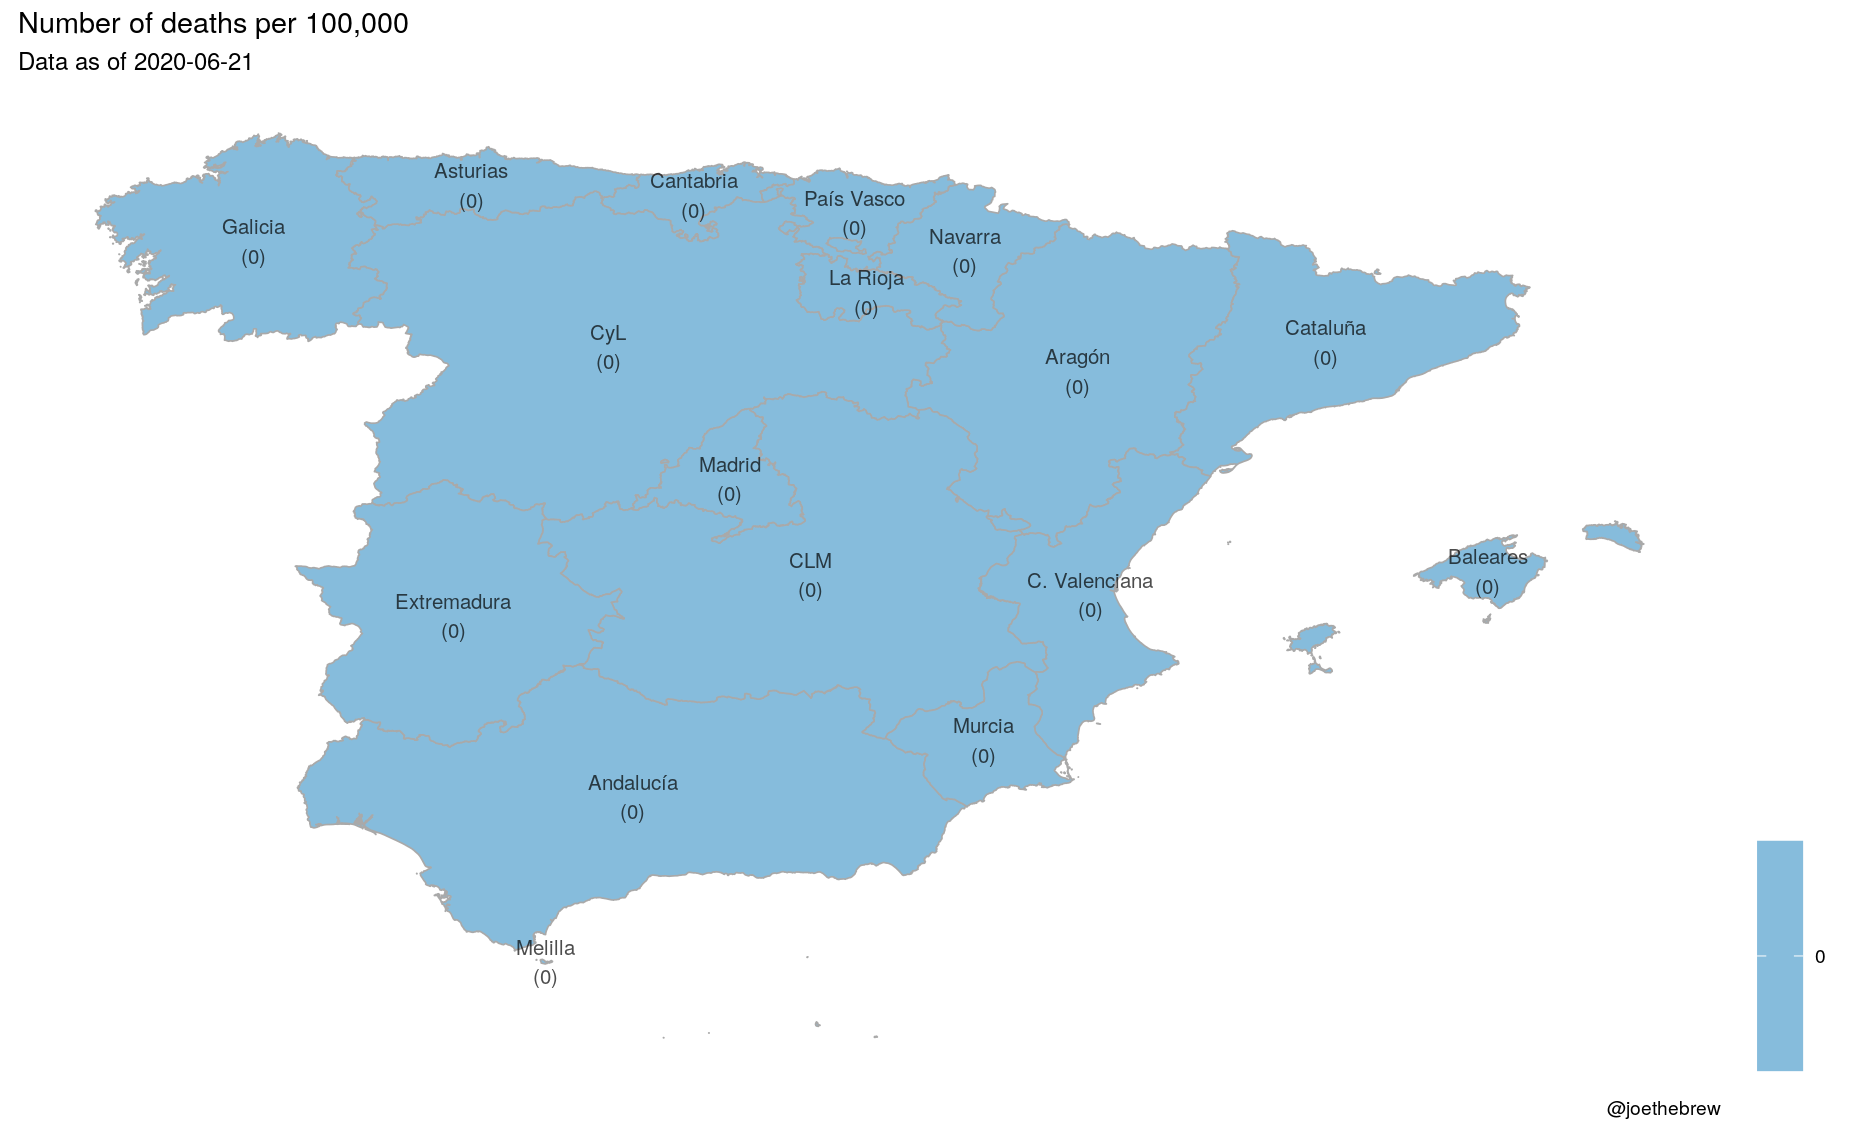 Number of deaths per 100,000
Data as of 2020-06-21
Asturias
(0)
Cantabria
(0)
País Vasco
(0)
Galicia
(0)
Navarra
(0)
La Rioja
(0)
CyL
(0)
Cataluña
(0)
Aragón
(0)
Madrid
(0)
CLM
(0)
Baleares
(0)
C. Valenciana
(0)
Extremadura
(0)
Murcia
(0)
Andalucía
(0)
Melilla
(0)
0
@joethebrew